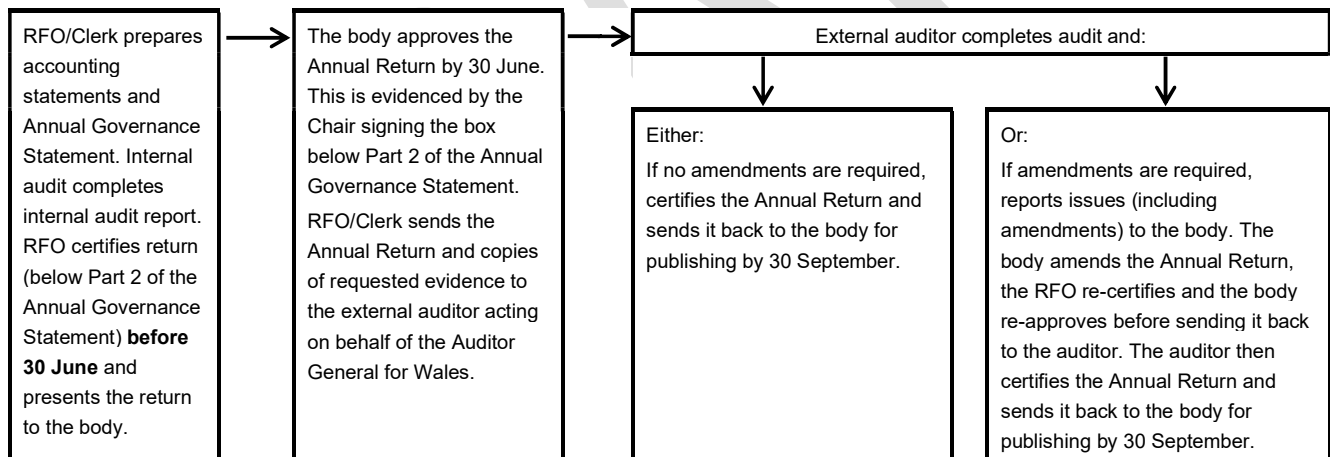 RFO/Clerk prepares
accounting
statements and
Annual Governance
Statement. Internal
audit completes
internal audit report.
RFO certifies return
(below Part 2 of the
Annual Governance
Statement) before
30 June and
presents the return
to the body.
The body approves the
Annual Return by 30 June.
This is evidenced by the
Chair signing the box
below Part 2 of the Annual
Governance Statement.
RFO/Clerk sends the
Annual Return and copies
of requested evidence to
the external auditor acting
on behalf of the Auditor
General for Wales.
External auditor completes audit and:
Either:
If no amendments are required,
certifies the Annual Return and
sends it back to the body for
publishing by 30 September.
Or:
If amendments are required,
reports issues (including
amendments) to the body. The
body amends the Annual Return,
the RFO re-certifies and the body
re-approves before sending it back
to the auditor. The auditor then
certifies the Annual Return and
sends it back to the body for
publishing by 30 September.